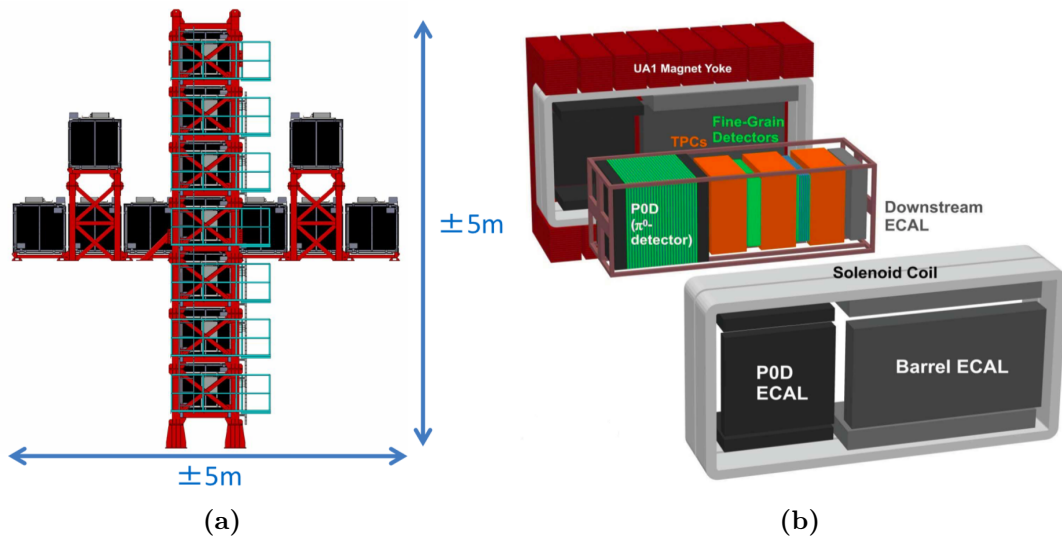 ±5m
±5m
(a)
UA1 Magnet Yoke
Fine-Grain
Detectors
TPCs
P0D
(π⁰-
detector)
Downstream
ECAL
Solenoid Coil
P0D
ECAL
Barrel ECAL
(b)